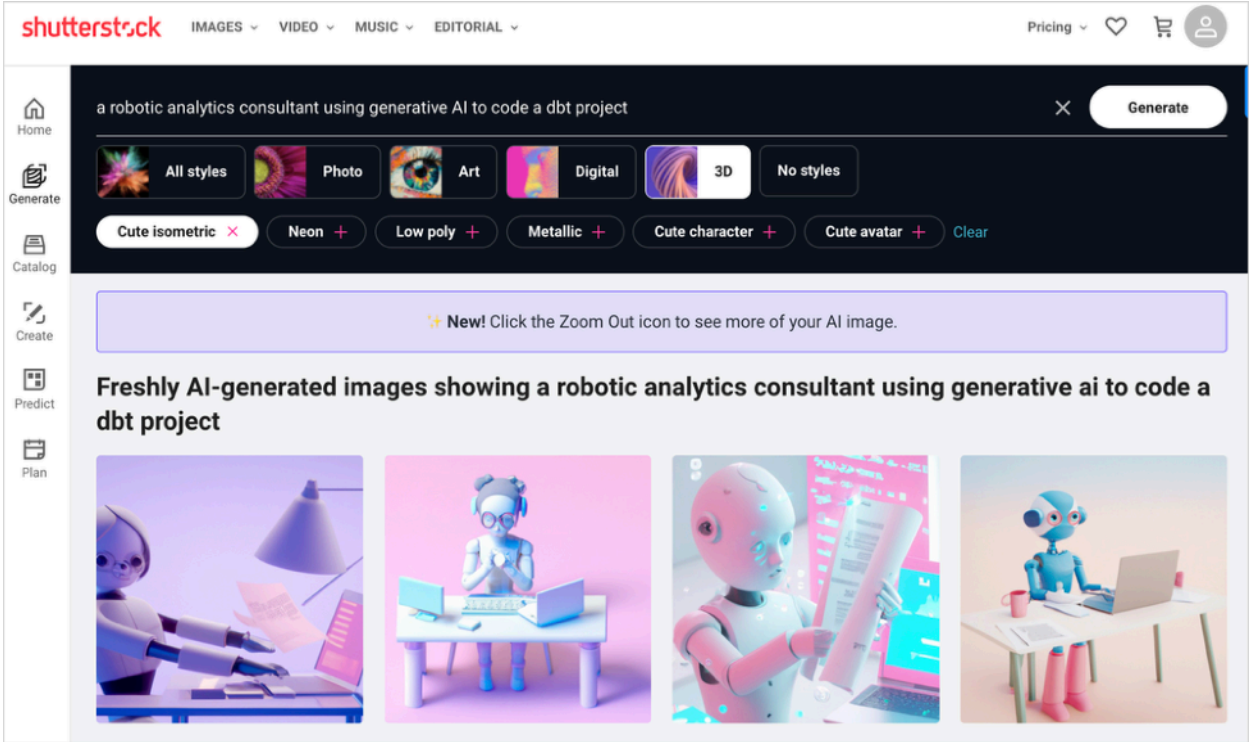 shutterstock
IMAGES
VIDEO
MUSIC
EDITORIAL
Pricing
Home
Generate
Catalog
Create
Predict
Plan
a robotic analytics consultant using generative AI to code a dbt project
Generate
All styles
Photo
Art
Digital
3D
No styles
Cute isometric
Neon
Low poly
Metallic
Cute character
Cute avatar
Clear
✨ New! Click the Zoom Out icon to see more of your AI image.
Freshly AI-generated images showing a robotic analytics consultant using generative ai to code a
dbt project